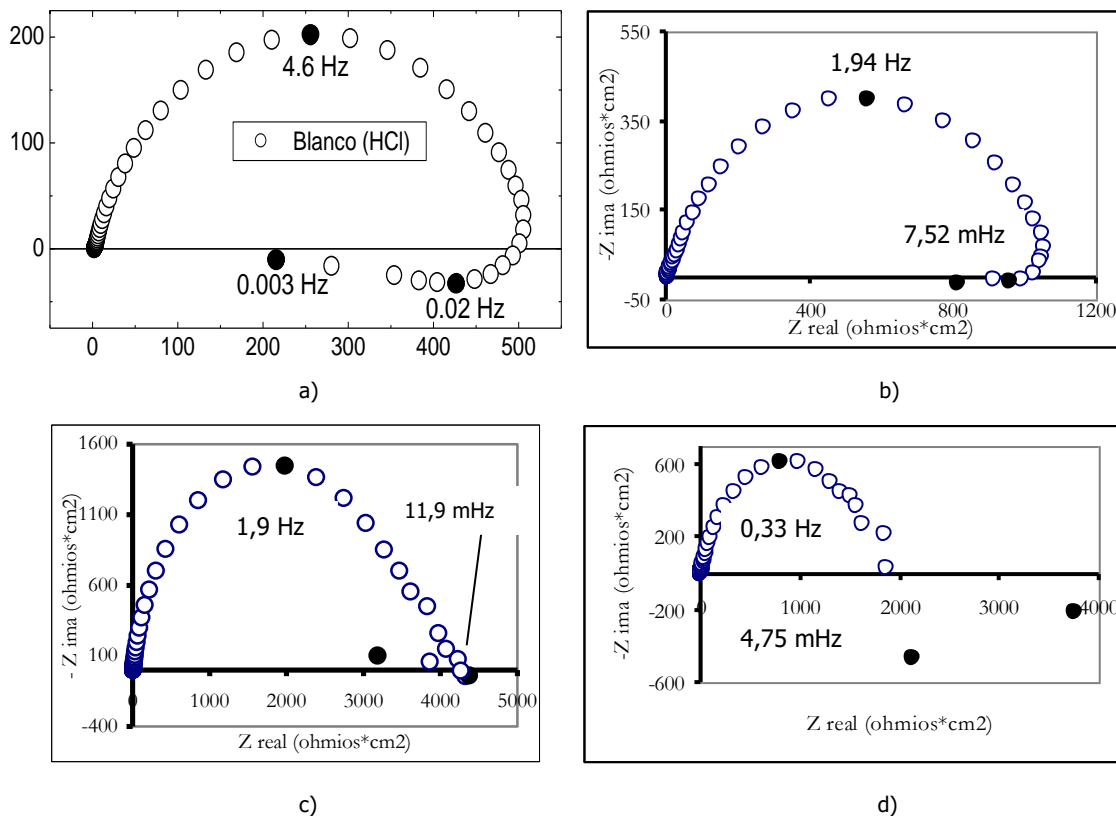 200
100
0
4.6 Hz
Blanco (HCl)
0.003 Hz
0.02 Hz
0 100 200 300 400 500
a)
-Z ima (ohmios*cm2)
550
350
150
-50
1,94 Hz
7,52 mHz
0 400 800 1200
Z real (ohmios*cm2)
b)
- Z ima (ohmios*cm2)
1600
1100
600
100
-400
1,9 Hz
11,9 mHz
0 1000 2000 3000 4000 5000
Z real (ohmios*cm2)
c)
-Z ima (ohmios*cm2)
600
200
-200
-600
0,33 Hz
0 1000 2000 3000 4000
4,75 mHz
Z real (ohmios*cm2)
d)